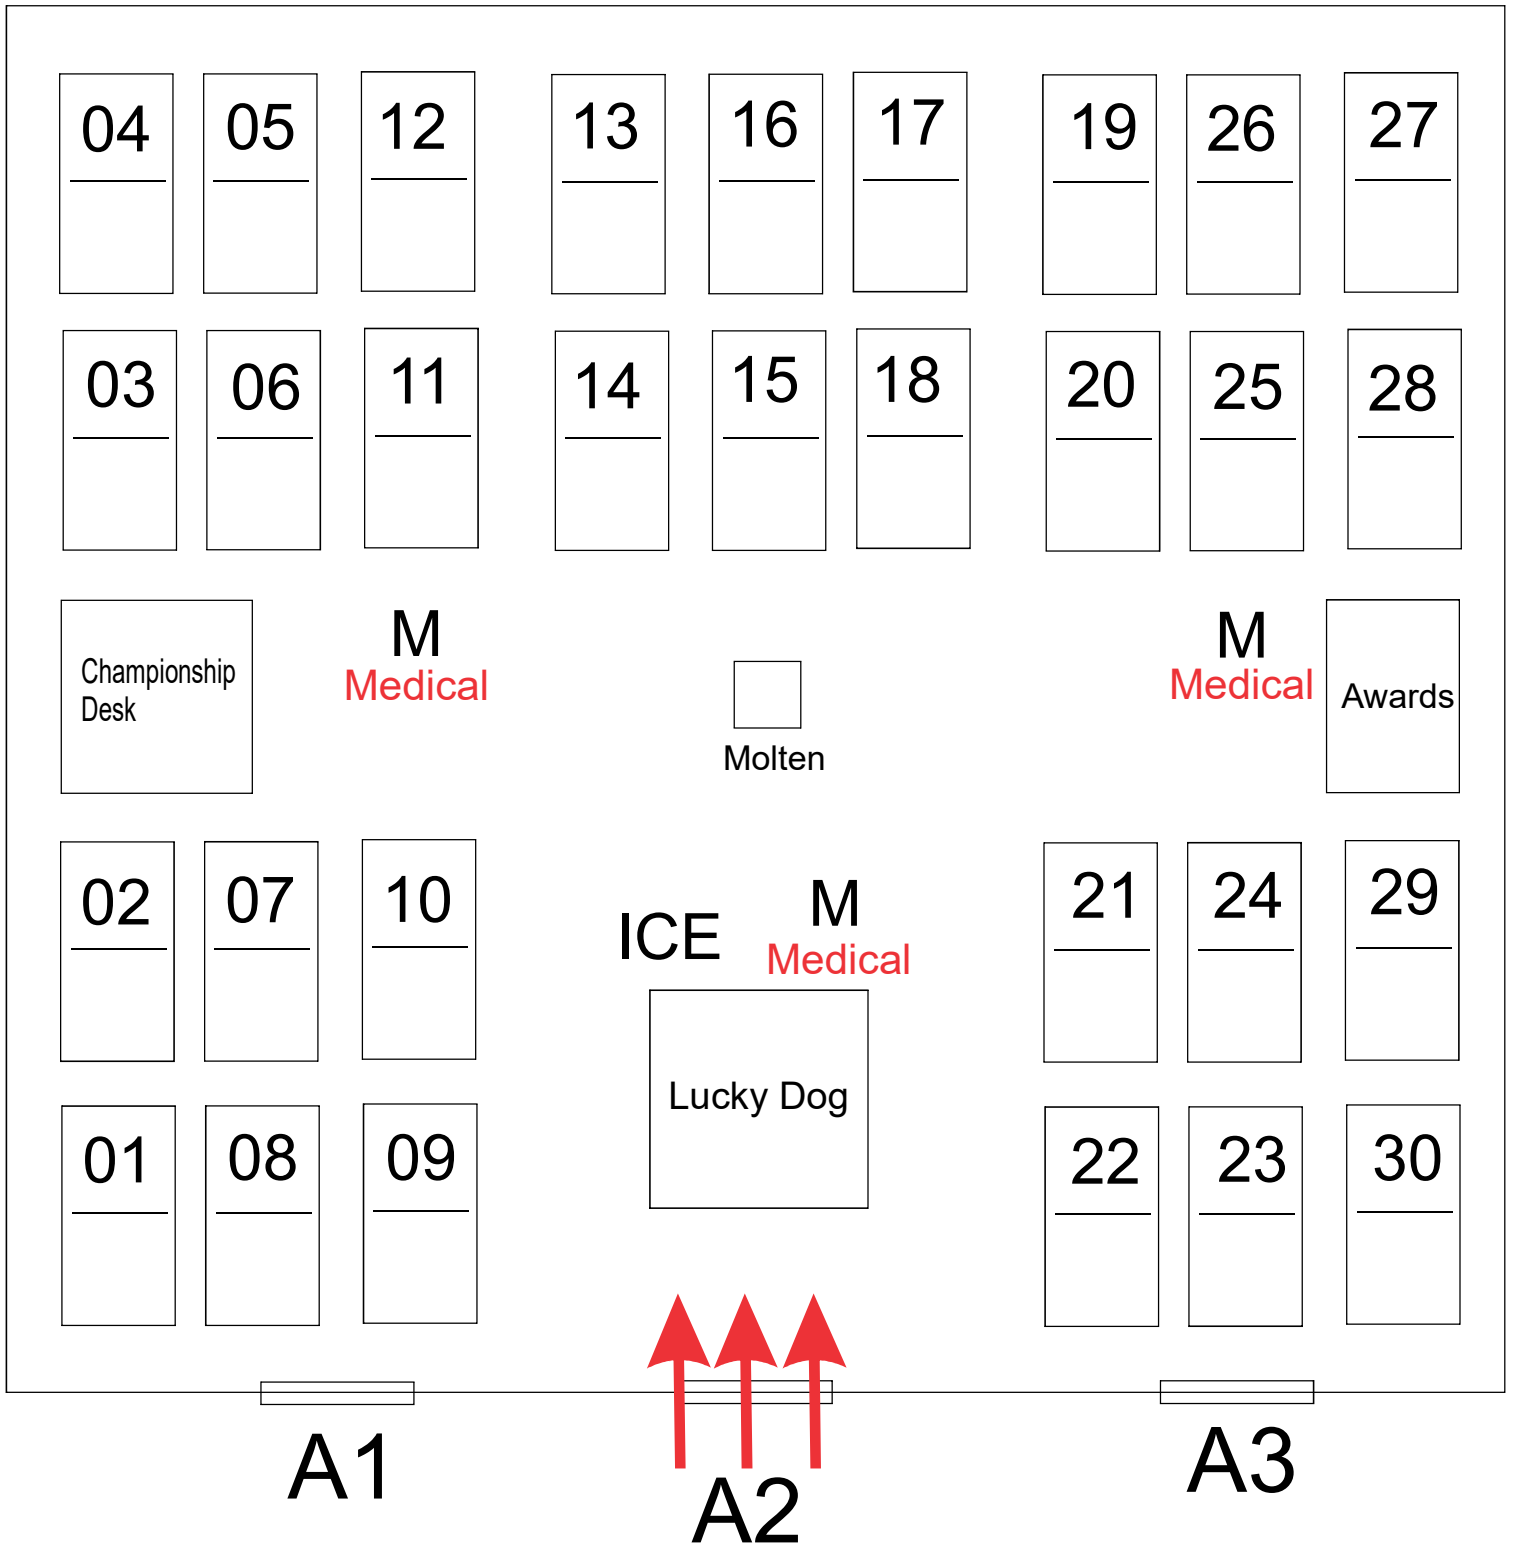 04 05 12 13 16 17 19 26 27
03 06 11 14 15 18 20 25 28
Championship
Desk
M
Medical
Molten
M
Medical
Awards
02 07 10
ICE
M
Medical
21 24 29
Lucky Dog
01 08 09
22 23 30
A1
A2
A3